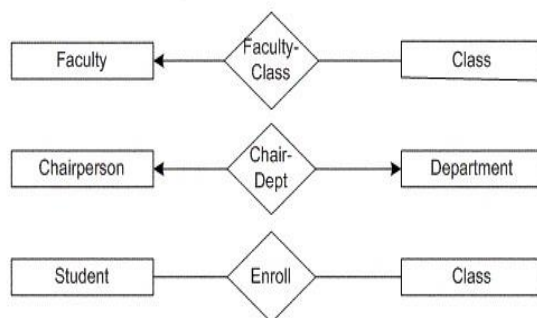 Faculty
Faculty-
Class
Class
Chairperson
Chair-
Dept
Department
Student
Enroll
Class